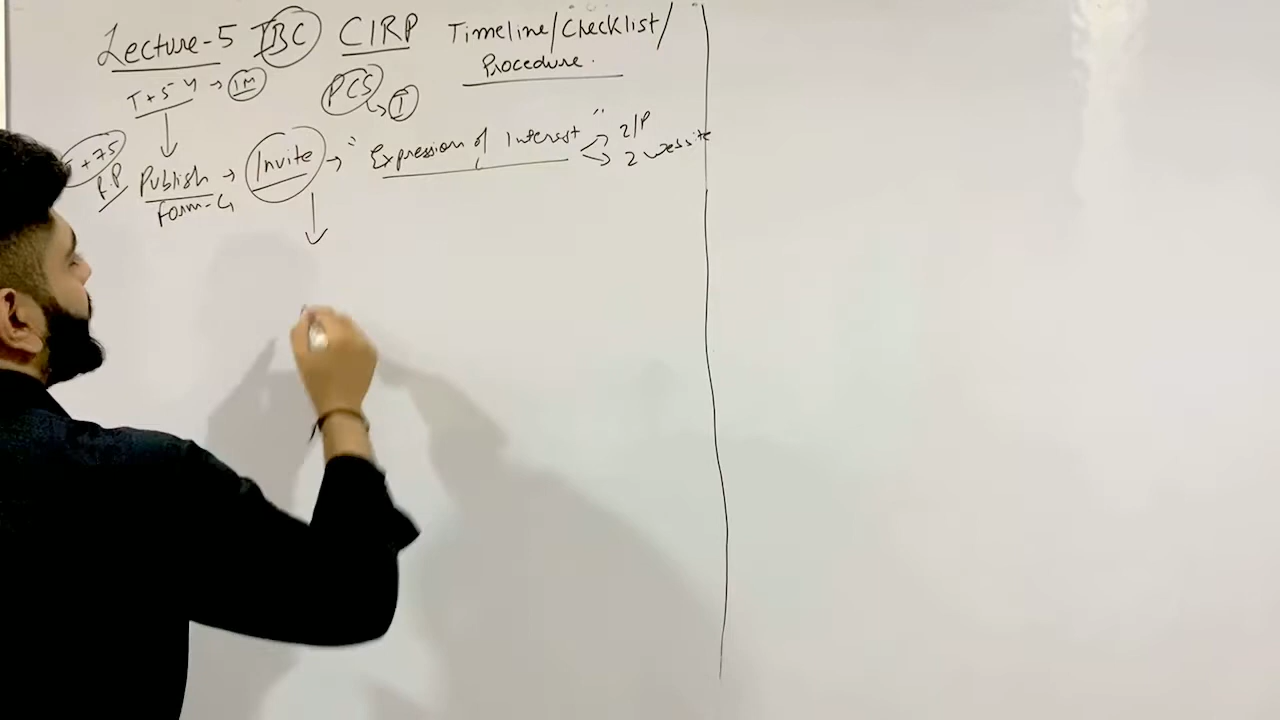 Lecture-5 IBC CIRP Timeline/Checklist/
Procedure.
T+54 → IM
PCS
I
T+75
R.P Publish → Invite → "Expression of Interest"
2/P
2 website
Form-G